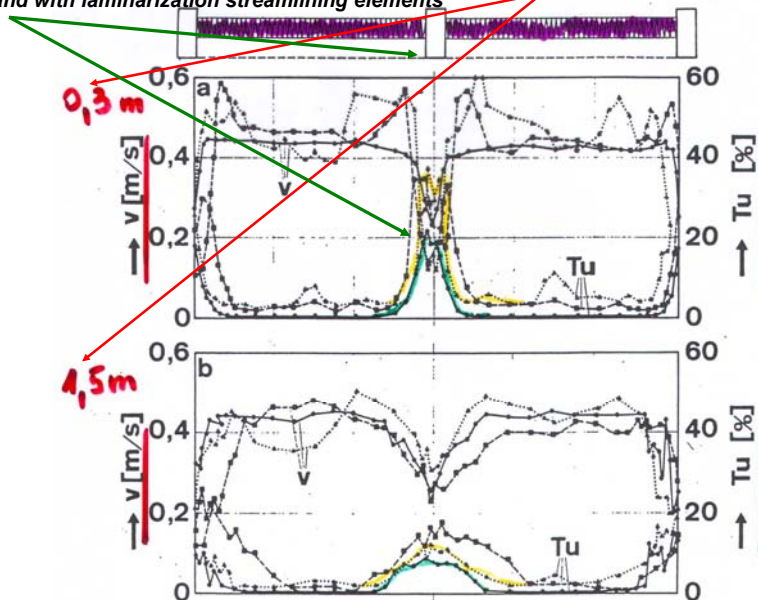 and with laminarization streamlining elements
0,3 m
a
0,6
0,4
0,2
0
v [m/s]
60
40
20
0
Tu [%]
v
Tu
1,5m
b
0,6
0,4
0,2
0
v [m/s]
60
40
20
0
Tu [%]
v
Tu